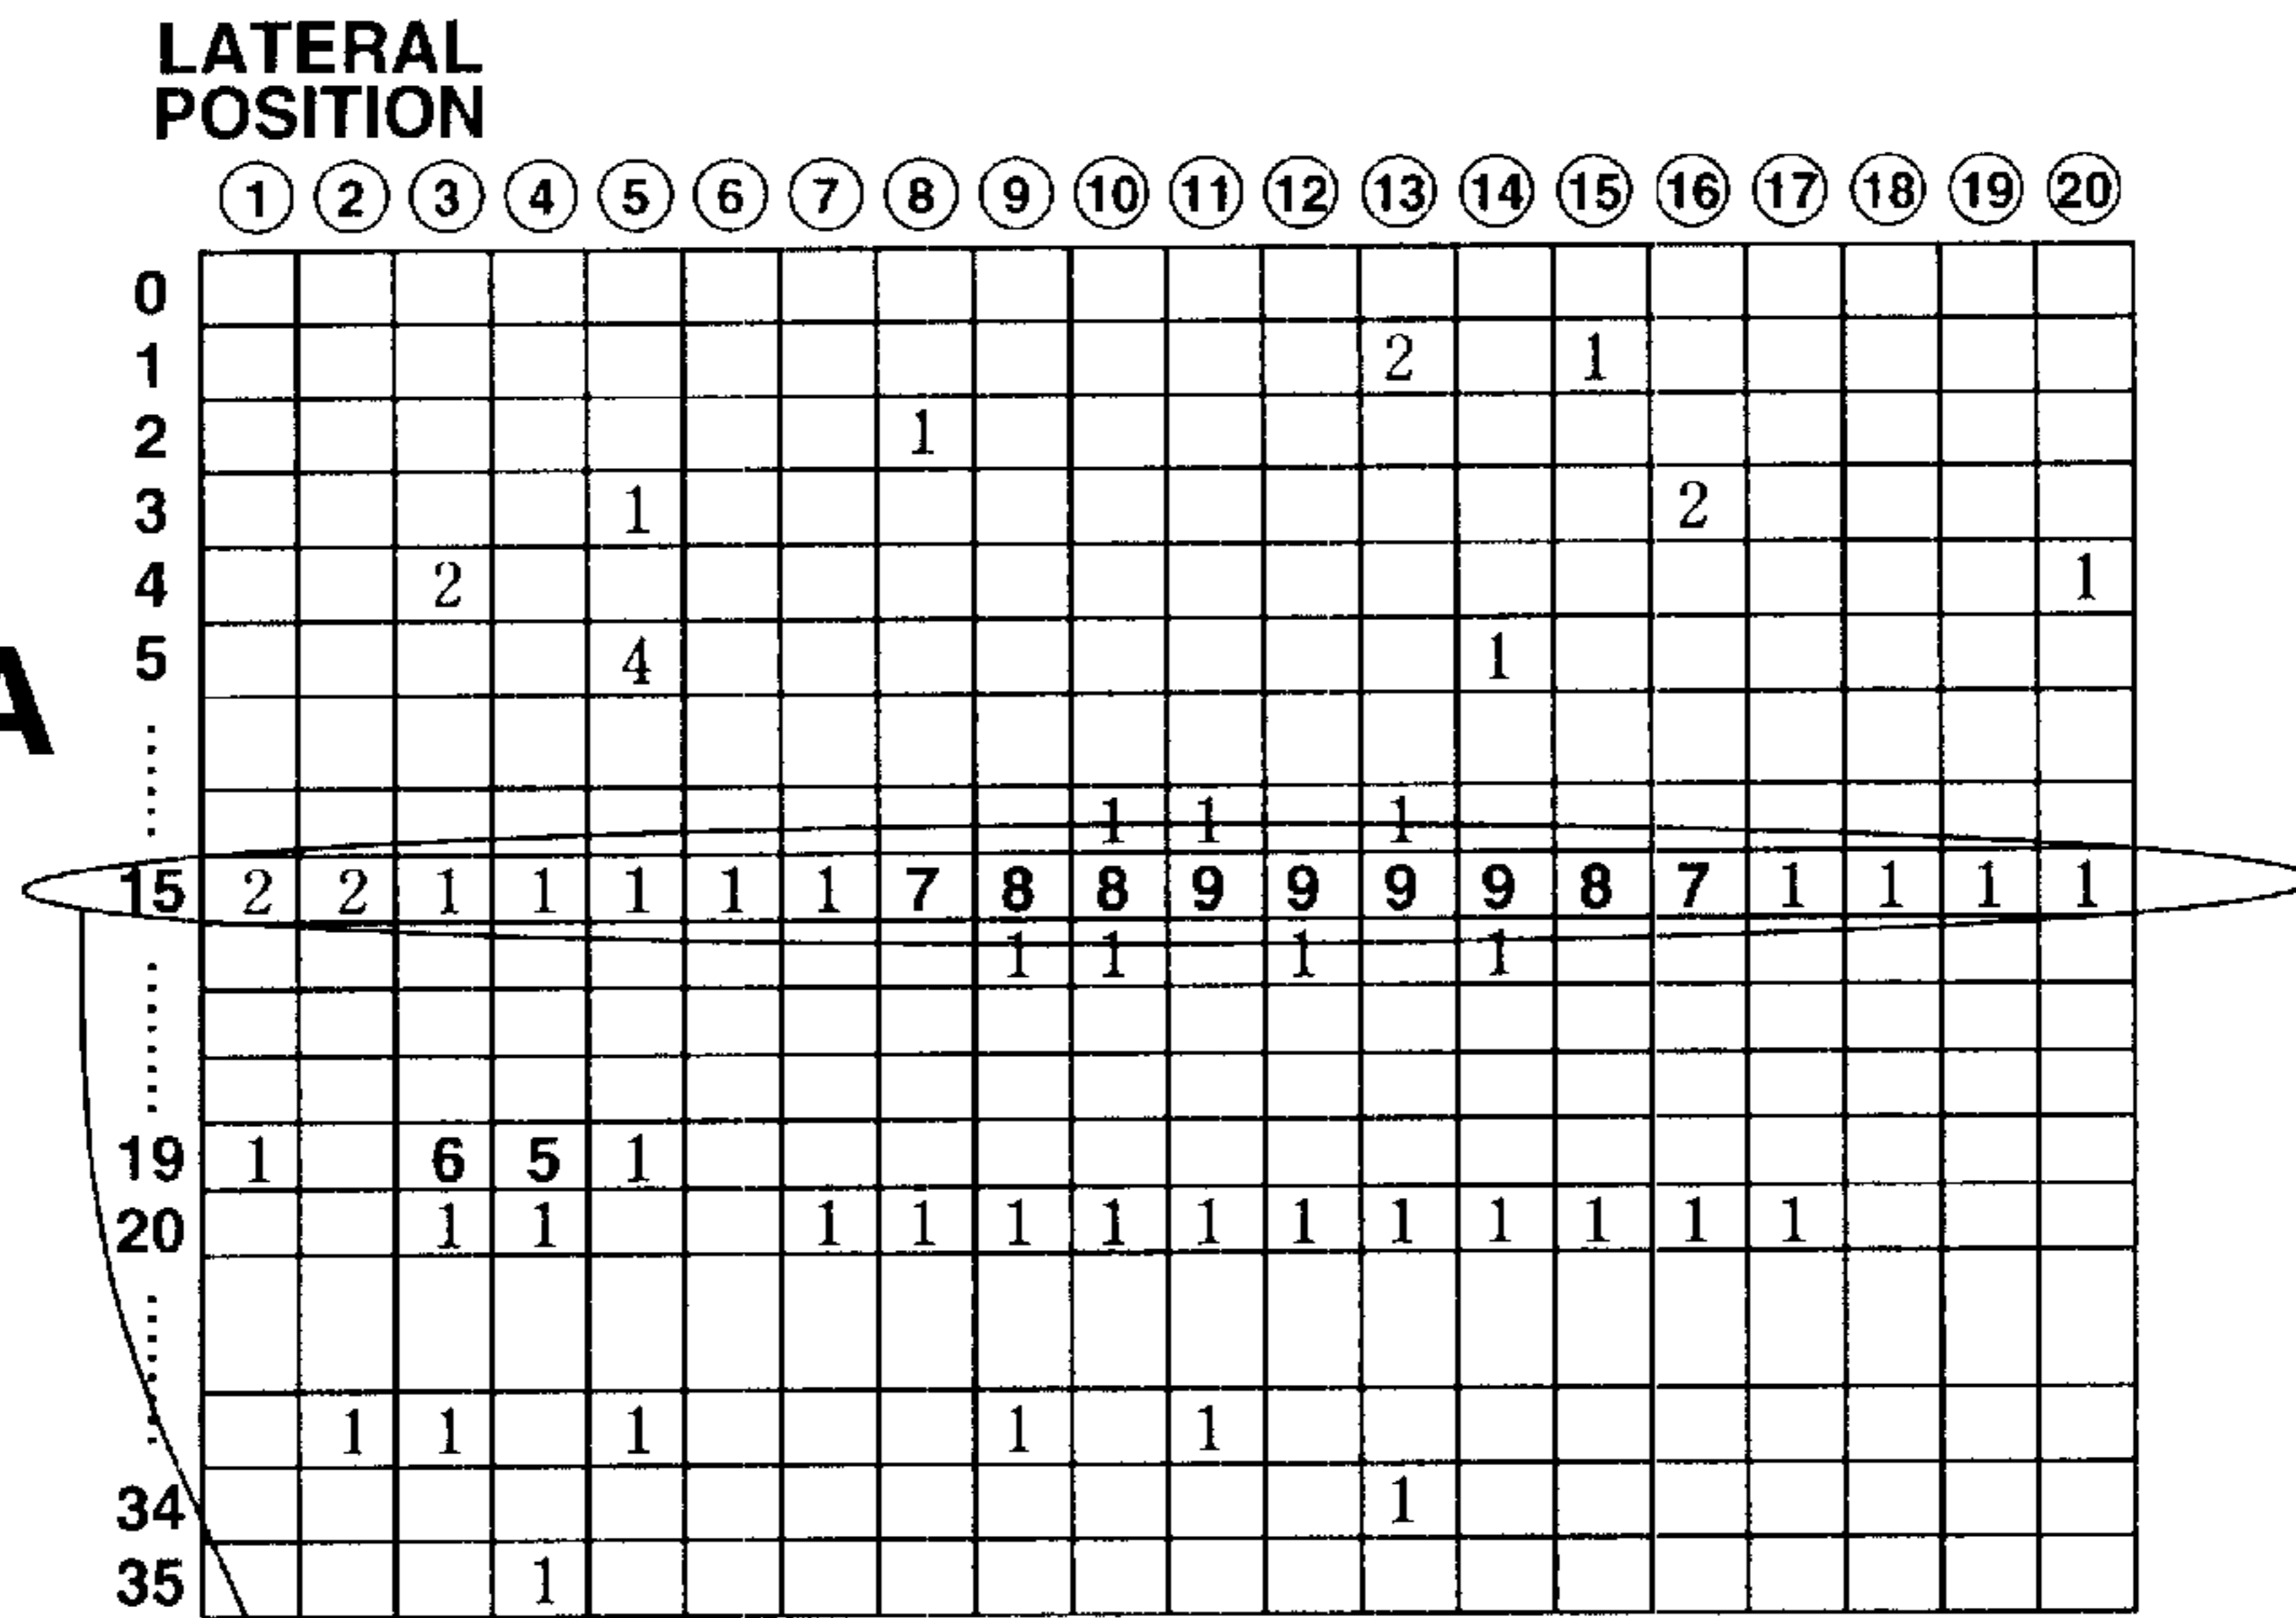 LATERAL
POSITION
① ② ③ ④ ⑤ ⑥ ⑦ ⑧ ⑨ ⑩ ⑪ ⑫ ⑬ ⑭ ⑮ ⑯ ⑰ ⑱ ⑲ ⑳
0
1 2 1
2 1
3 1 2
4 2 1
5 4 1
A
1 1 1
15 2 2 1 1 1 1 1 7 8 8 9 9 9 9 8 7 1 1 1 1
1 1 1 1
19 1 6 5 1
20 1 1 1 1 1 1 1 1 1 1 1 1 1
1 1 1 1 1
34 1
35 1